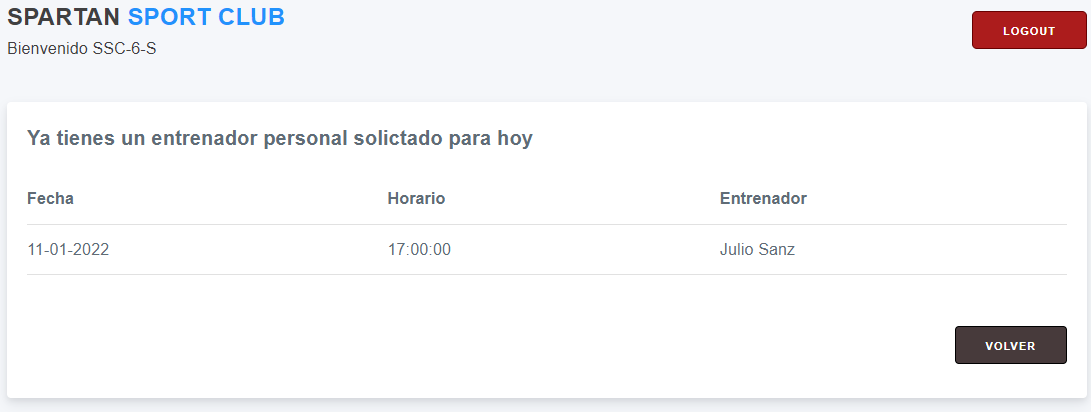 SPARTAN SPORT CLUB
LOGOUT
Bienvenido SSC-6-S
Ya tienes un entrenador personal solictado para hoy
Fecha Horario Entrenador
11-01-2022 17:00:00 Julio Sanz
VOLVER